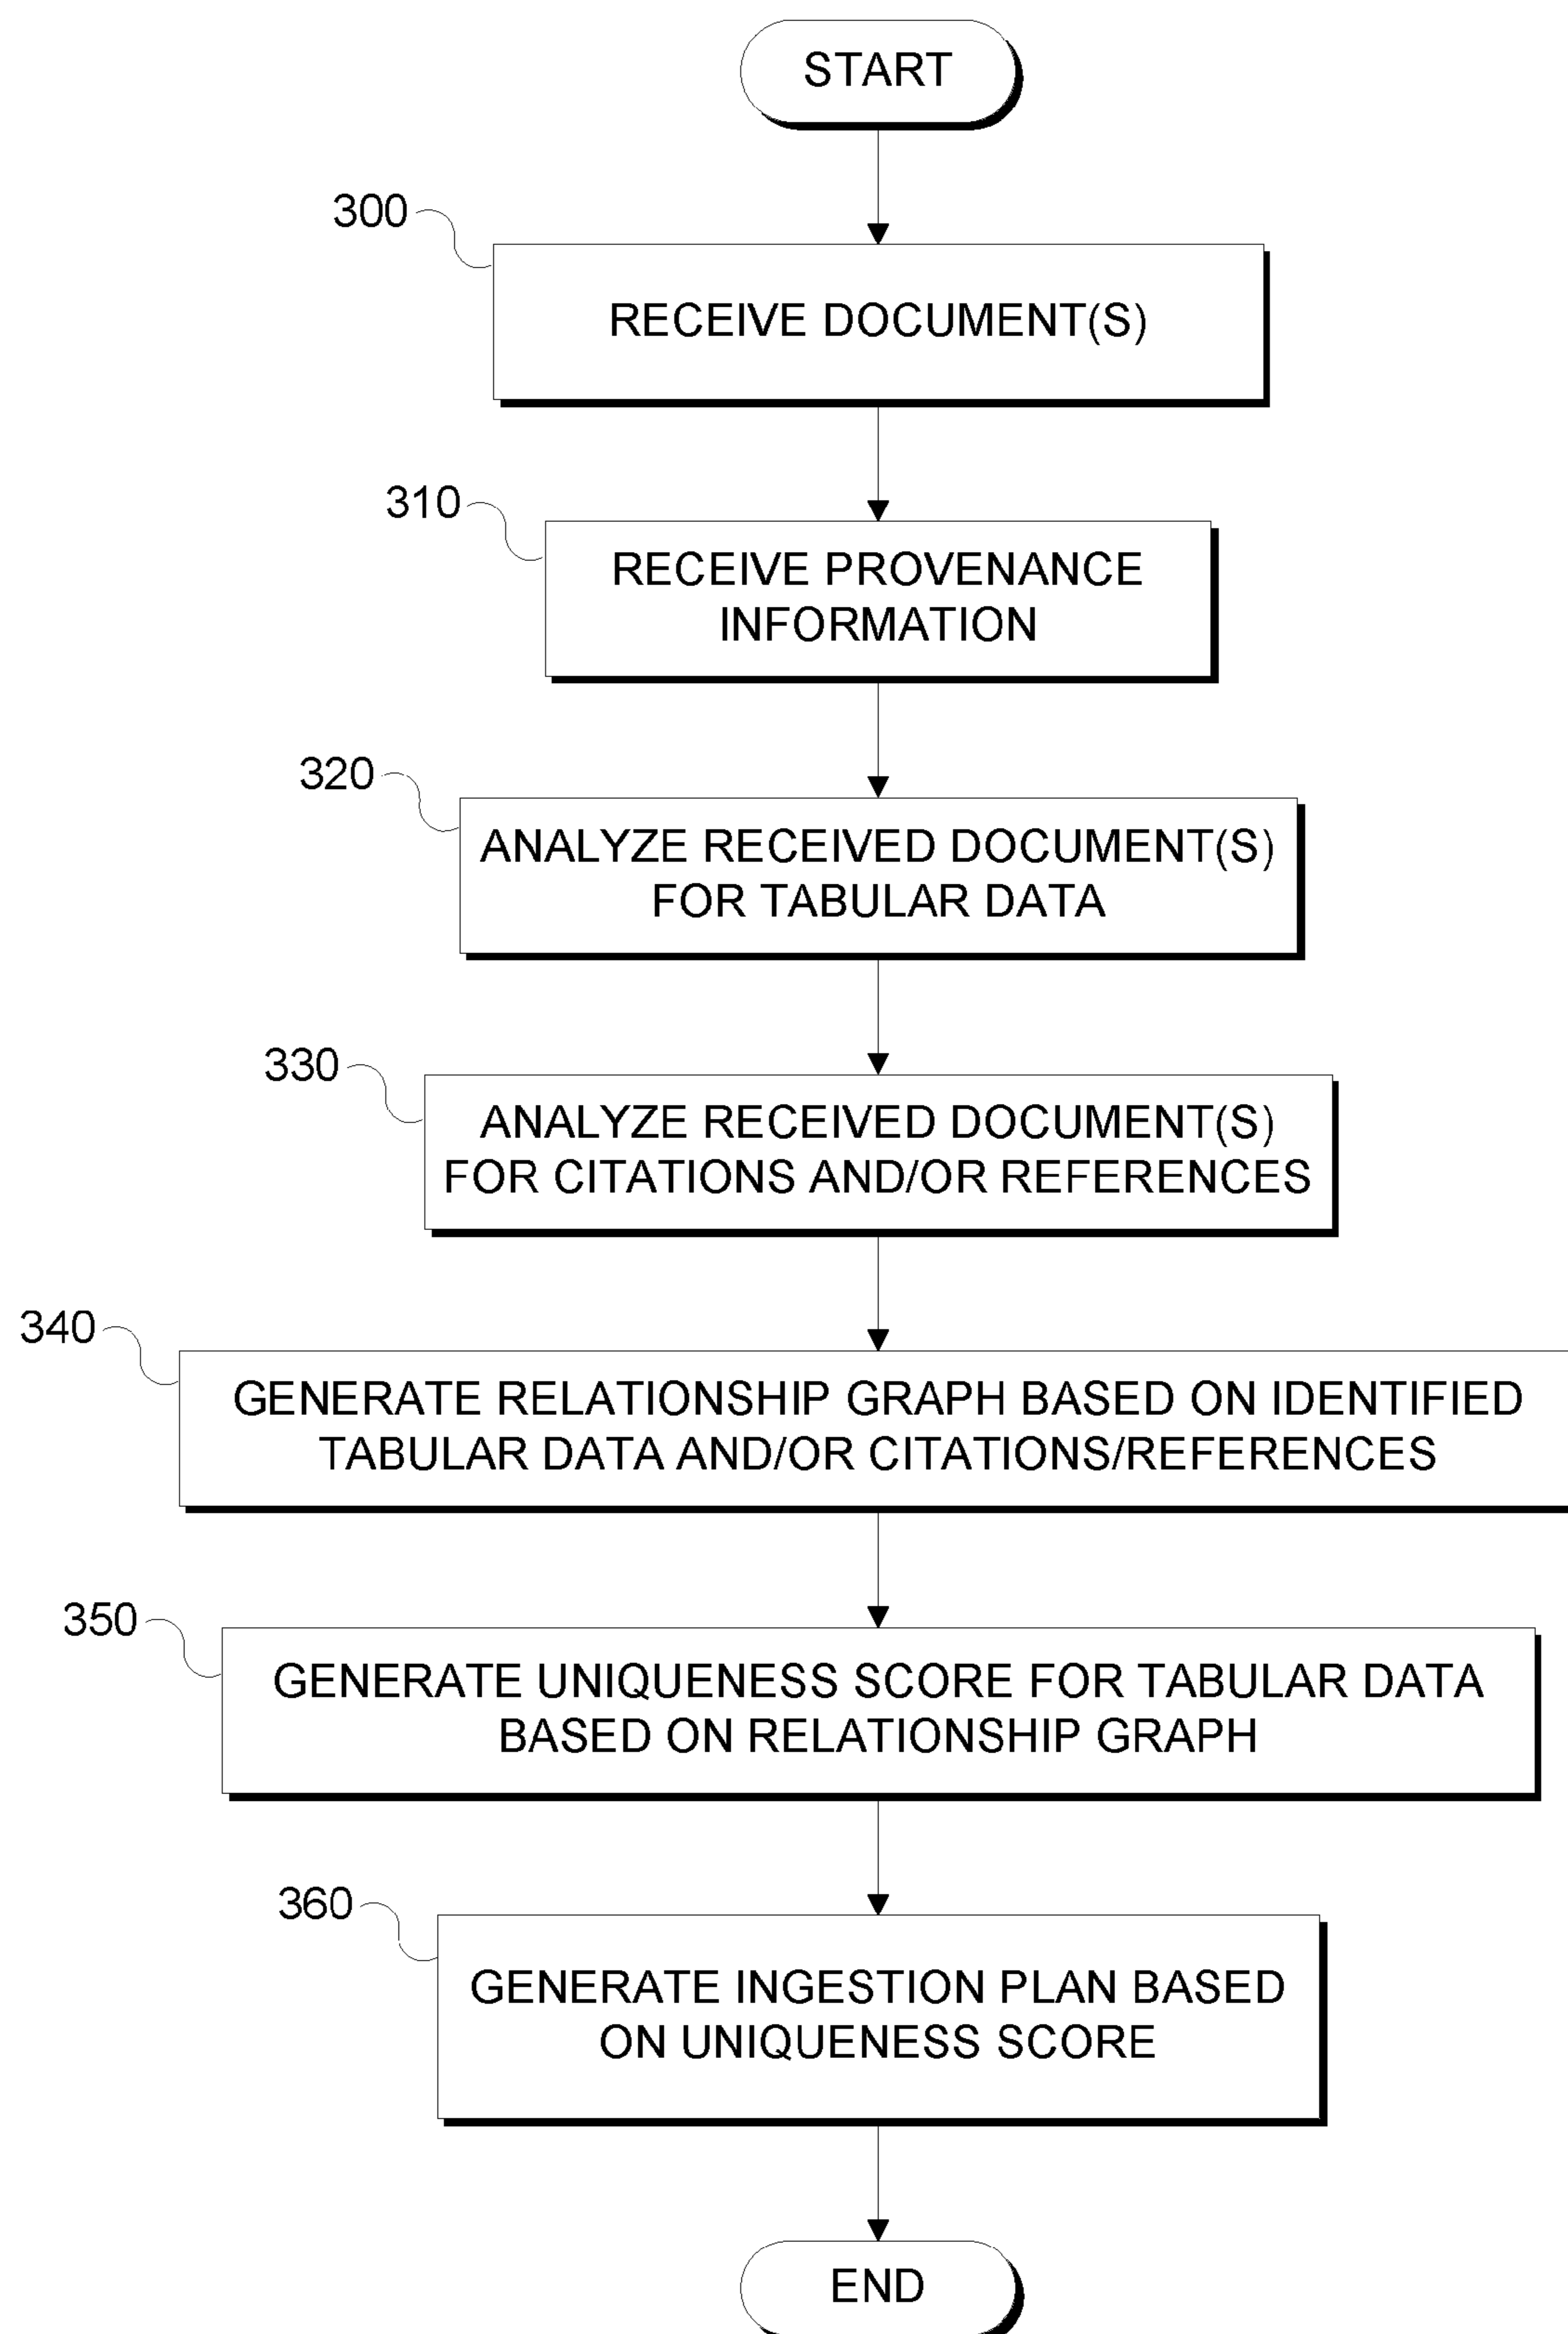 START
300
RECEIVE DOCUMENT(S)
310
RECEIVE PROVENANCE
INFORMATION
320
ANALYZE RECEIVED DOCUMENT(S)
FOR TABULAR DATA
330
ANALYZE RECEIVED DOCUMENT(S)
FOR CITATIONS AND/OR REFERENCES
340
GENERATE RELATIONSHIP GRAPH BASED ON IDENTIFIED
TABULAR DATA AND/OR CITATIONS/REFERENCES
350
GENERATE UNIQUENESS SCORE FOR TABULAR DATA
BASED ON RELATIONSHIP GRAPH
360
GENERATE INGESTION PLAN BASED
ON UNIQUENESS SCORE
END